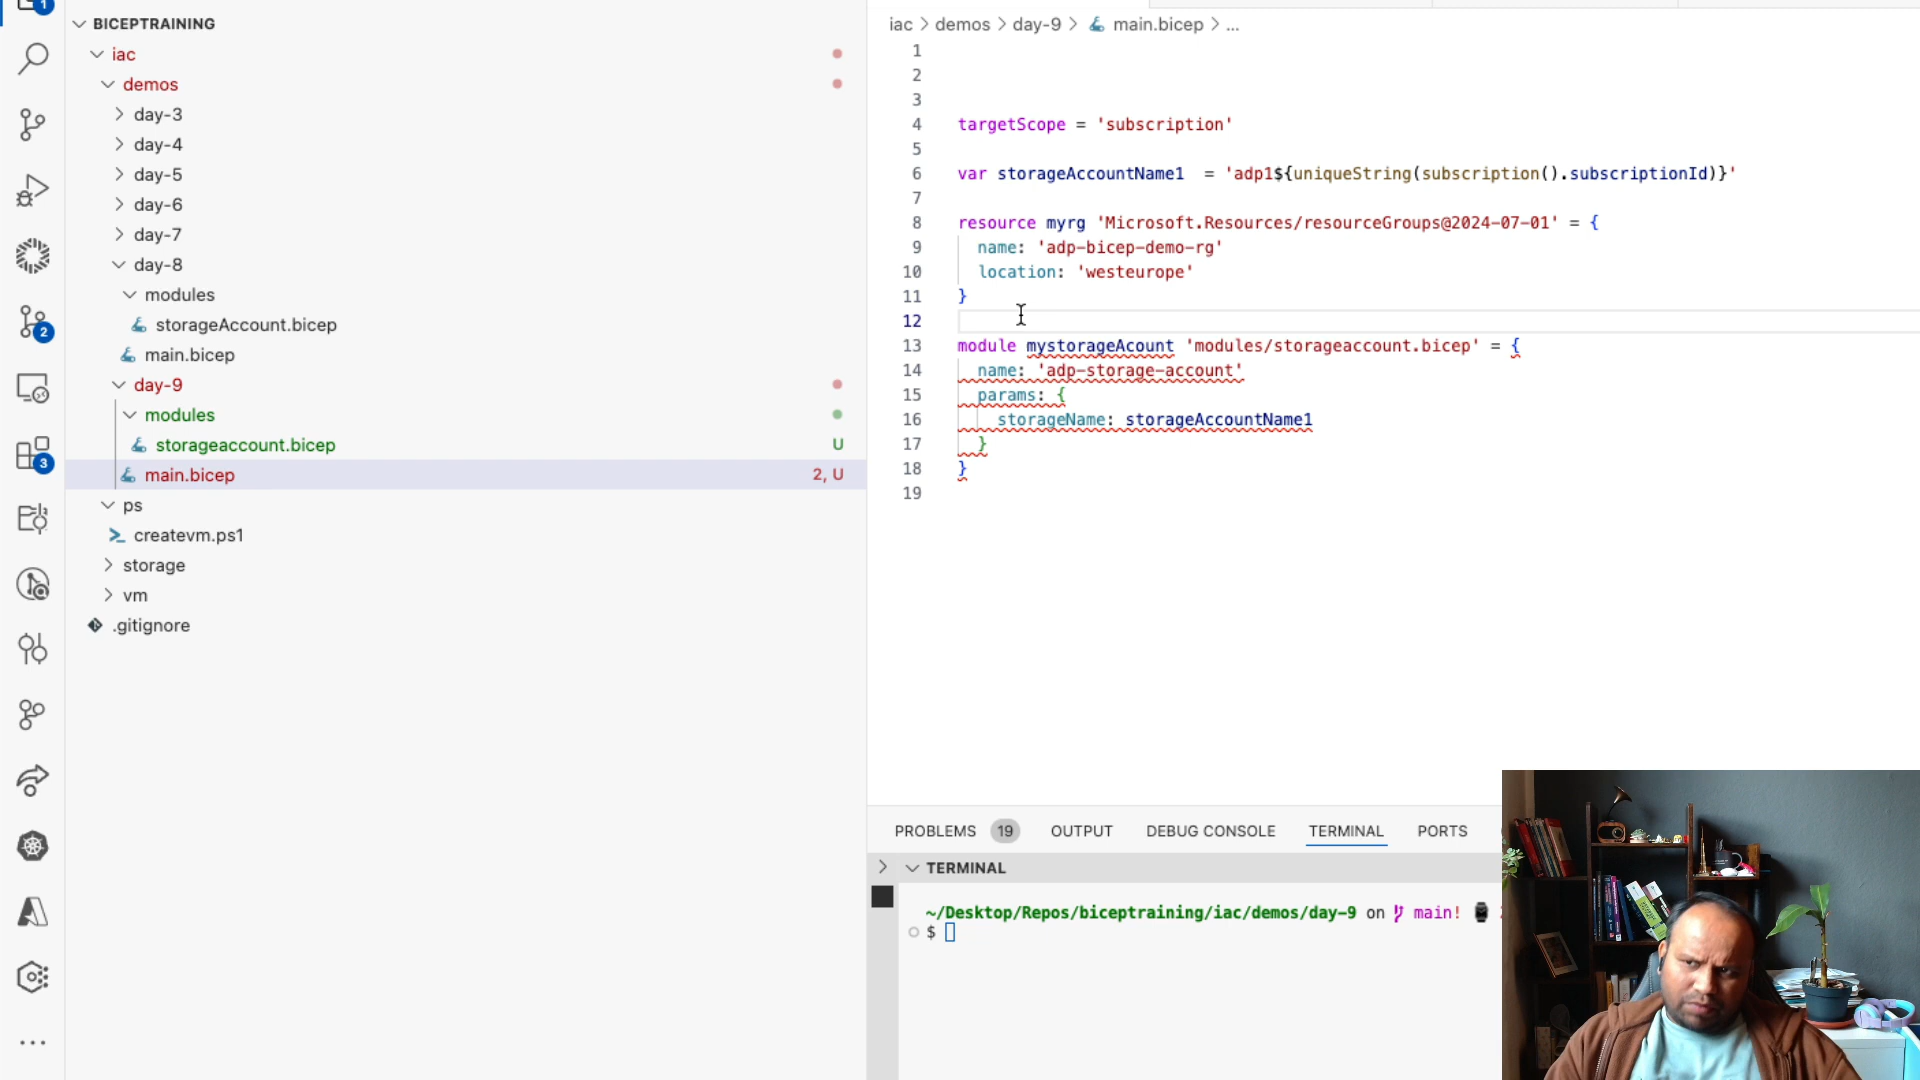 1
BICEPTRAINING
iac
demos
day-3
day-4
day-5
day-6
day-7
day-8
modules
storageAccount.bicep
main.bicep
day-9
modules
storageaccount.bicep U
main.bicep 2, U
ps
createvm.ps1
storage
vm
.gitignore
2
3
iac > demos > day-9 > main.bicep > ...
1
2
3
4 targetScope = 'subscription'
5
6 var storageAccountName1 = 'adp1${uniqueString(subscription().subscriptionId)}'
7
8 resource myrg 'Microsoft.Resources/resourceGroups@2024-07-01' = {
9 name: 'adp-bicep-demo-rg'
10 location: 'westeurope'
11 }
12
13 module mystorageAcount 'modules/storageaccount.bicep' = {
14 name: 'adp-storage-account'
15 params: {
16 storageName: storageAccountName1
17 }
18 }
19
PROBLEMS 19 OUTPUT DEBUG CONSOLE TERMINAL PORTS
TERMINAL
~/Desktop/Repos/biceptraining/iac/demos/day-9 on main!
$